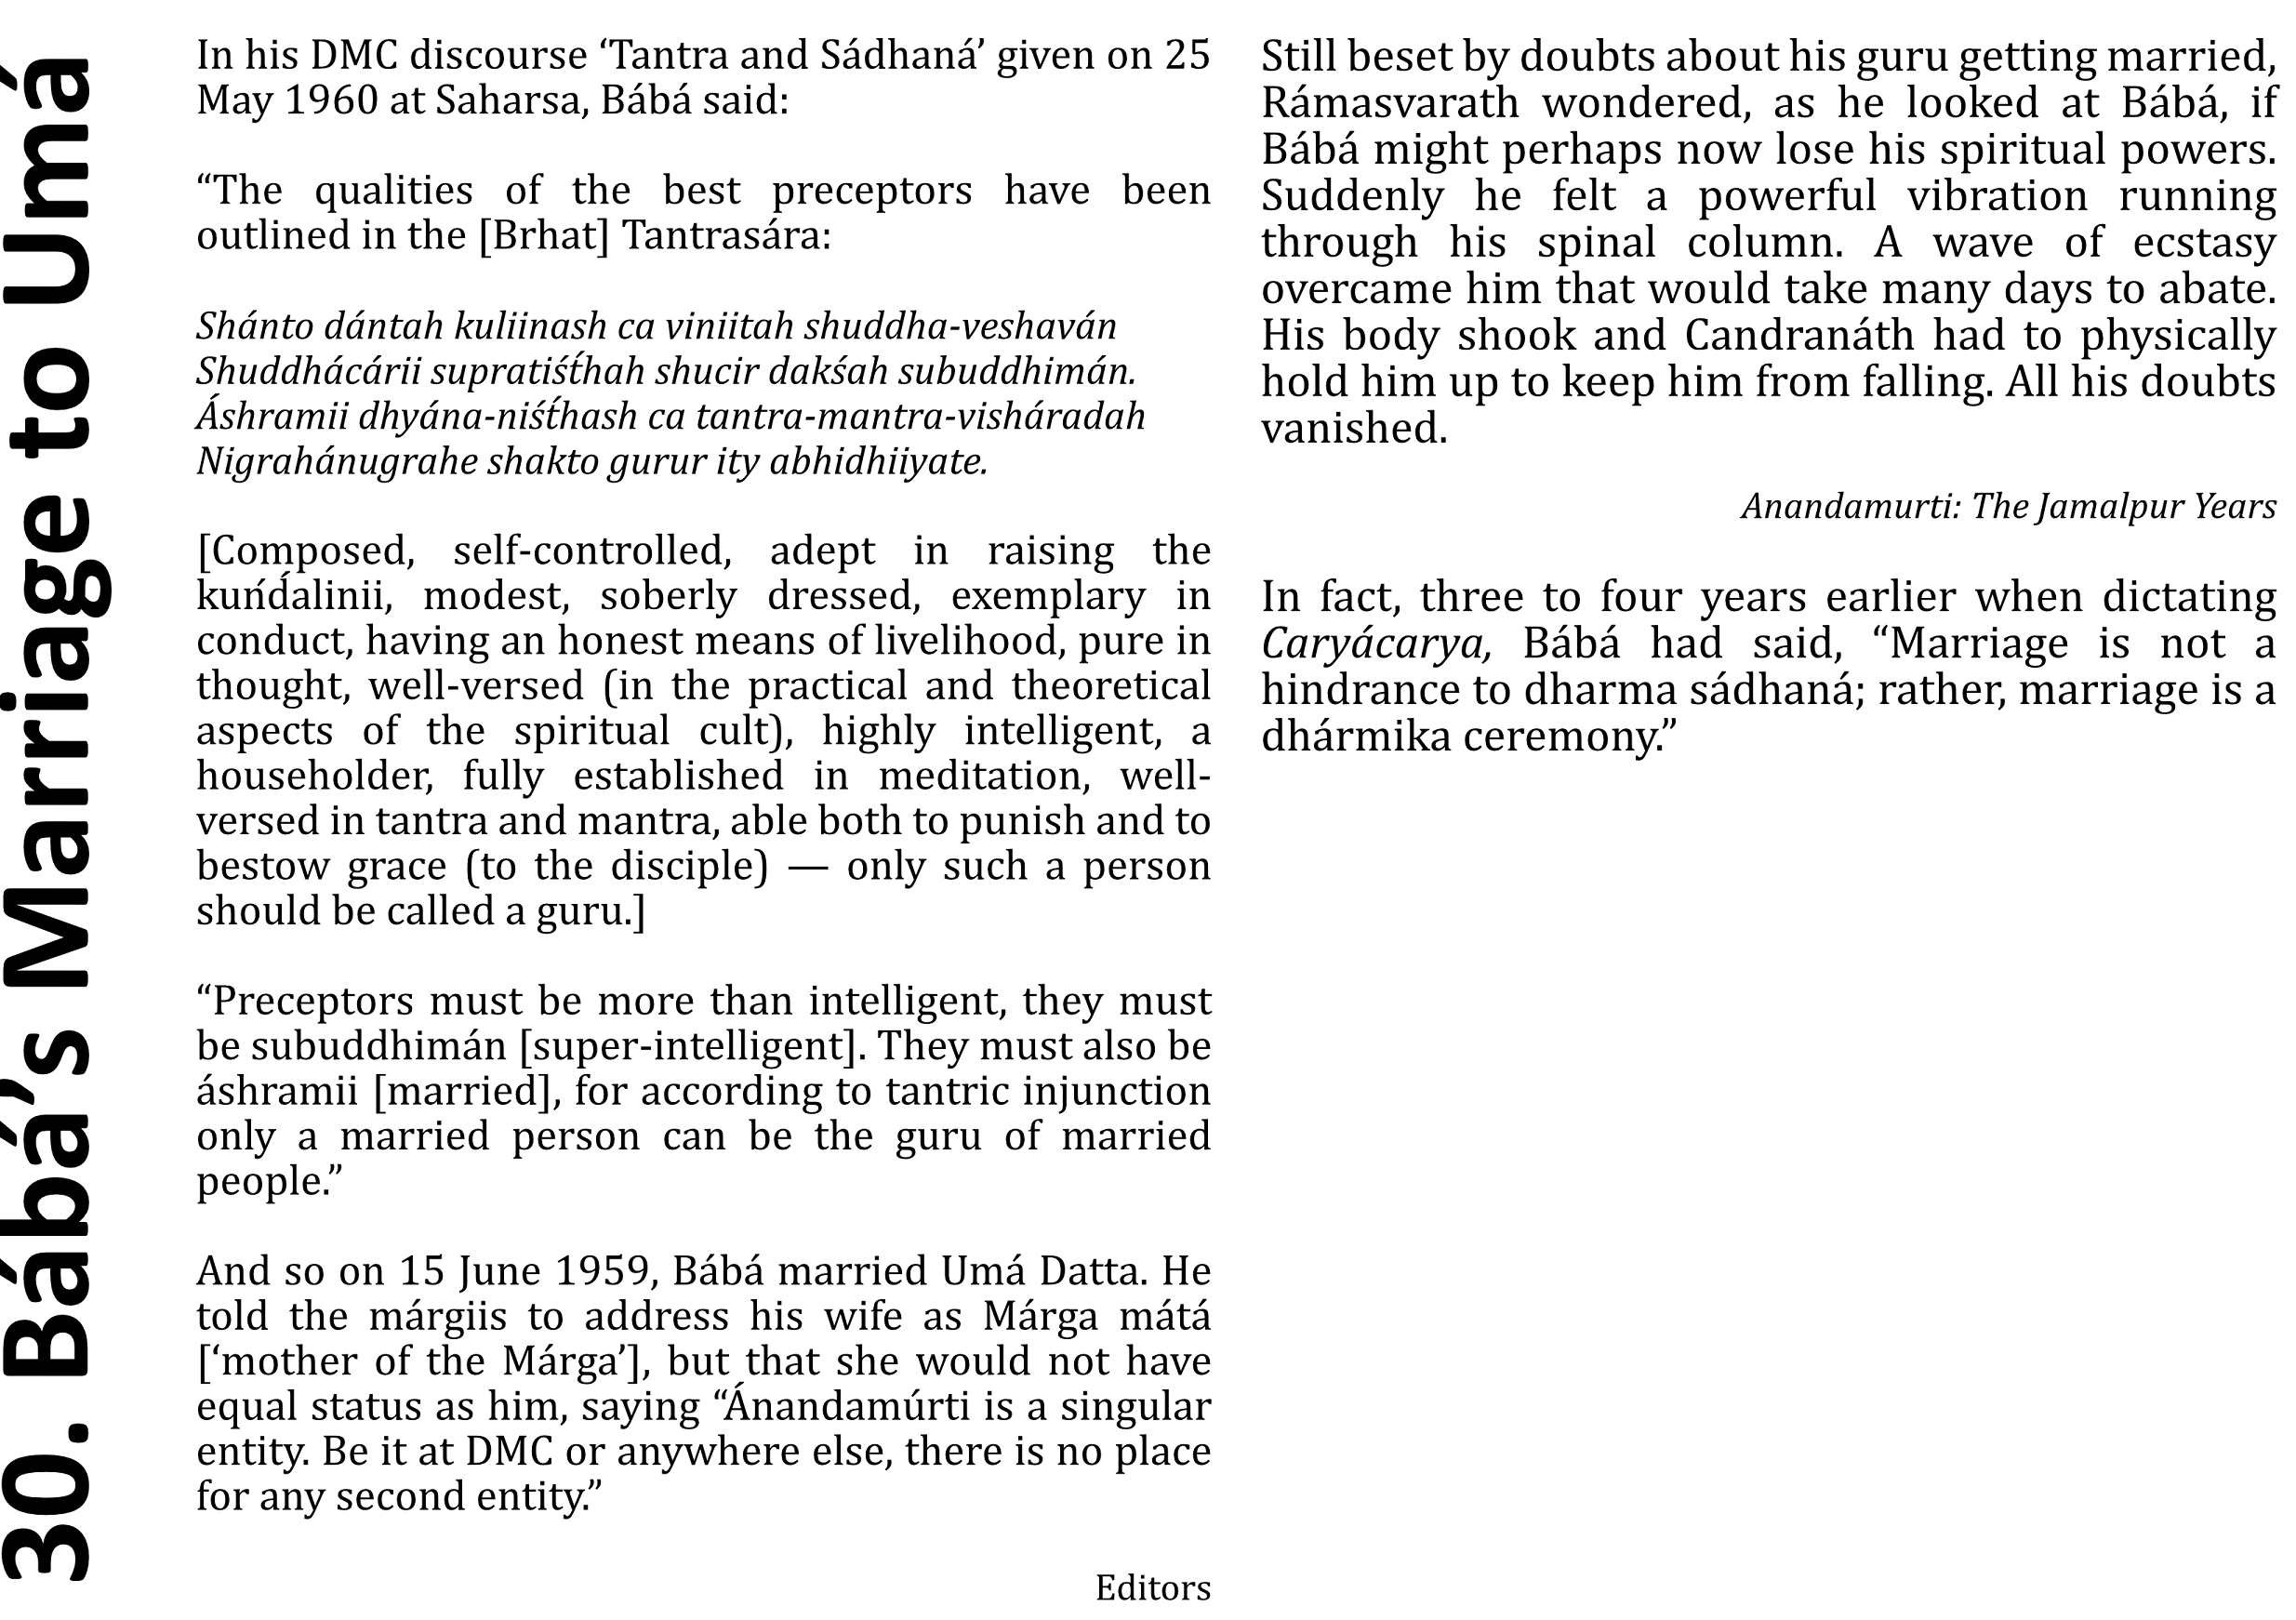 30. Bábá’s Marriage to Umá
In his DMC discourse ‘Tantra and Sádhaná’ given on 25
May 1960 at Saharsa, Bábá said:
“The qualities of the best preceptors have been
outlined in the [Brhat] Tantrasára:
Shánto dántah kuliinash ca viniitah shuddha-veshaván
Shuddhácárii supratiśt́hah shucir dakśah subuddhimán.
Áshramii dhyána-niśt́hash ca tantra-mantra-visháradah
Nigrahánugrahe shakto gurur ity abhidhiiyate.
[Composed, self-controlled, adept in raising the
kuńd́alinii, modest, soberly dressed, exemplary in
conduct, having an honest means of livelihood, pure in
thought, well-versed (in the practical and theoretical
aspects of the spiritual cult), highly intelligent, a
householder, fully established in meditation, well-
versed in tantra and mantra, able both to punish and to
bestow grace (to the disciple) — only such a person
should be called a guru.]
“Preceptors must be more than intelligent, they must
be subuddhimán [super-intelligent]. They must also be
áshramii [married], for according to tantric injunction
only a married person can be the guru of married
people.”
And so on 15 June 1959, Bábá married Umá Datta. He
told the márgiis to address his wife as Márga mátá
[‘mother of the Márga’], but that she would not have
equal status as him, saying “Ánandamúrti is a singular
entity. Be it at DMC or anywhere else, there is no place
for any second entity.”
Editors
Still beset by doubts about his guru getting married,
Rámasvarath wondered, as he looked at Bábá, if
Bábá might perhaps now lose his spiritual powers.
Suddenly he felt a powerful vibration running
through his spinal column. A wave of ecstasy
overcame him that would take many days to abate.
His body shook and Candranáth had to physically
hold him up to keep him from falling. All his doubts
vanished.
Anandamurti: The Jamalpur Years
In fact, three to four years earlier when dictating
Caryácarya, Bábá had said, “Marriage is not a
hindrance to dharma sádhaná; rather, marriage is a
dhármika ceremony.”